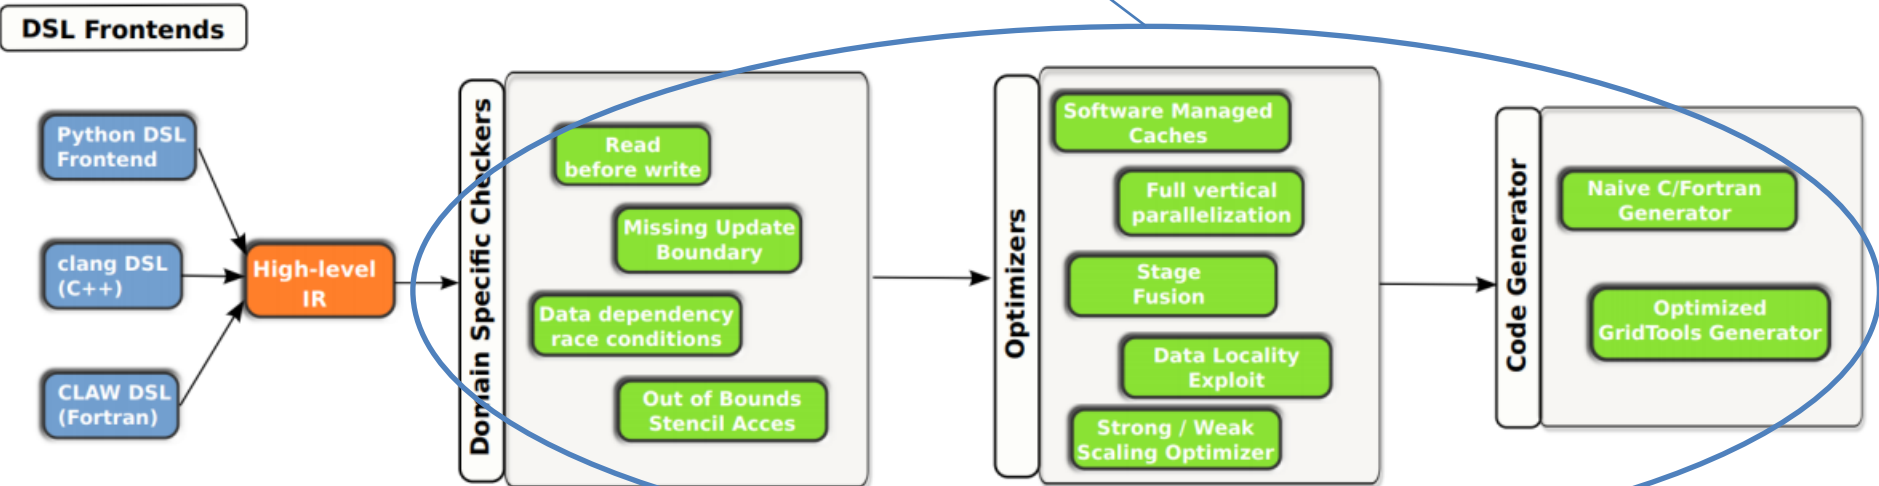 DSL Frontends
Python DSL
Frontend
clang DSL
(C++)
CLAW DSL
(Fortran)
High-level
IR
Domain Specific Checkers
Read
before write
Missing Update
Boundary
Data dependency
race conditions
Out of Bounds
Stencil Acces
Optimizers
Software Managed
Caches
Full vertical
parallelization
Stage
Fusion
Data Locality
Exploit
Strong / Weak
Scaling Optimizer
Code Generator
Naive C/Fortran
Generator
Optimized
GridTools Generator